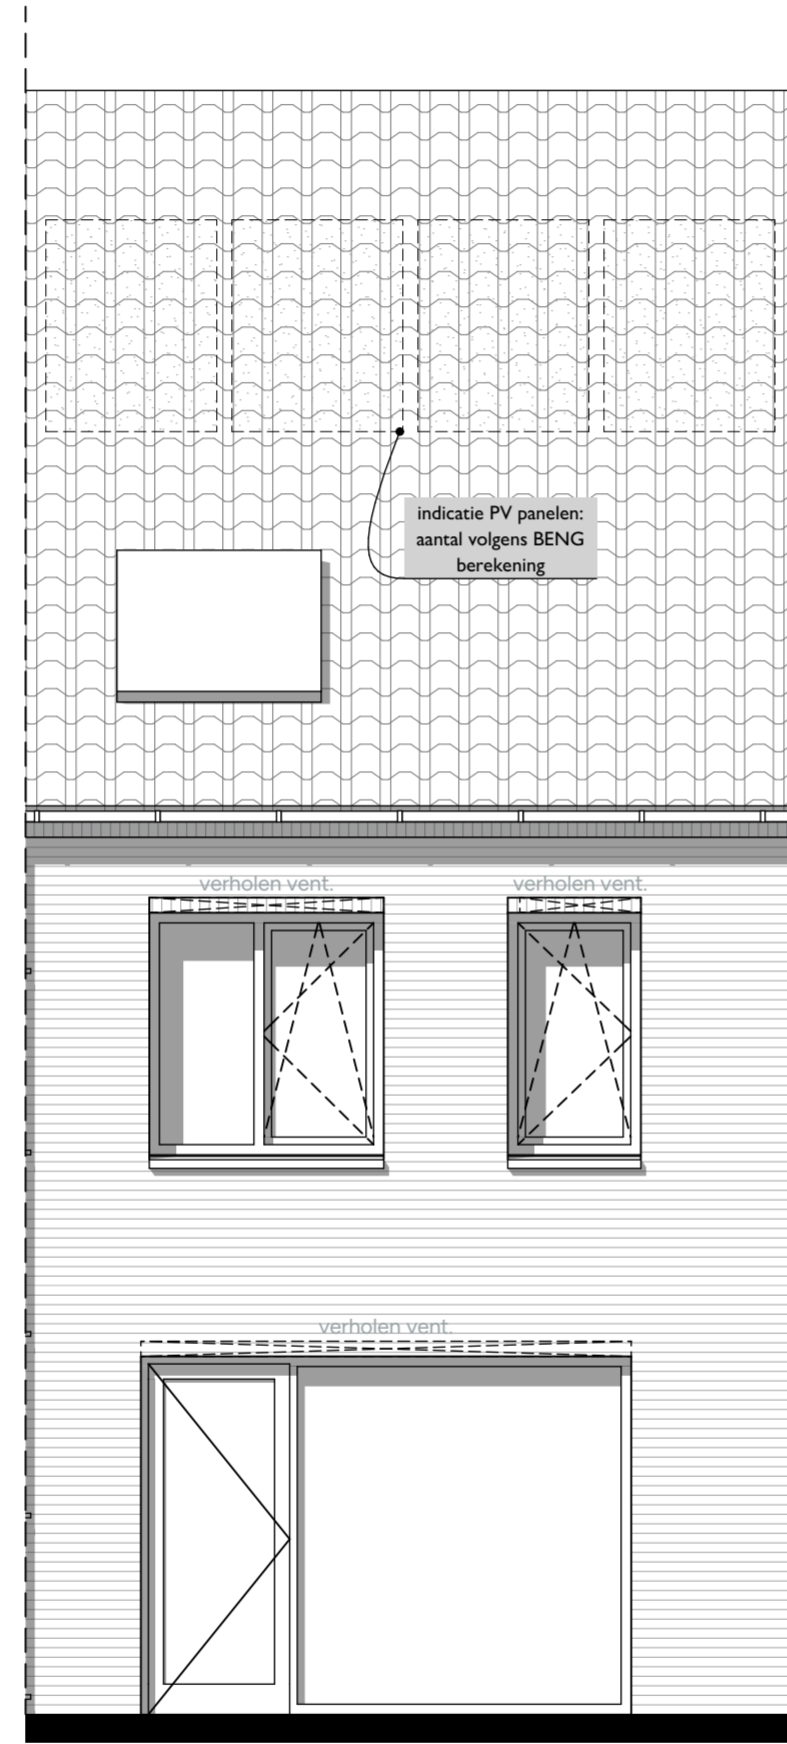 indicatie PV panelen:
aantal volgens BENG
berekening
verholen vent.
verholen vent.
verholen vent.